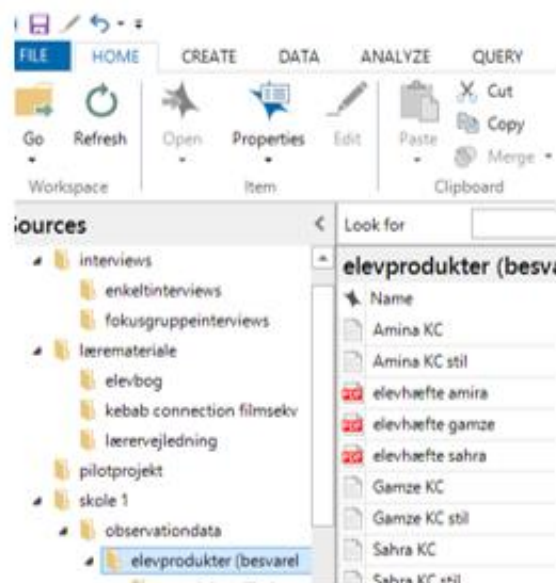 FILE HOME CREATE DATA ANALYZE QUERY
Go Refresh Open Properties Edit Paste Cut
Copy
Merge
Workspace Item Clipboard
Sources
interviews
enkeltinterviews
fokusgruppeinterviews
læremateriale
elevbog
kebab connection filmsekv
lærervejledning
pilotprojekt
skole 1
observationdata
elevprodukter (besvarel
Look for
elevprodukter (besva
Name
Amina KC
Amina KC stil
elevhæfte amira
elevhæfte gamze
elevhæfte sahra
Gamze KC
Gamze KC stil
Sahra KC
Sahra KC stil